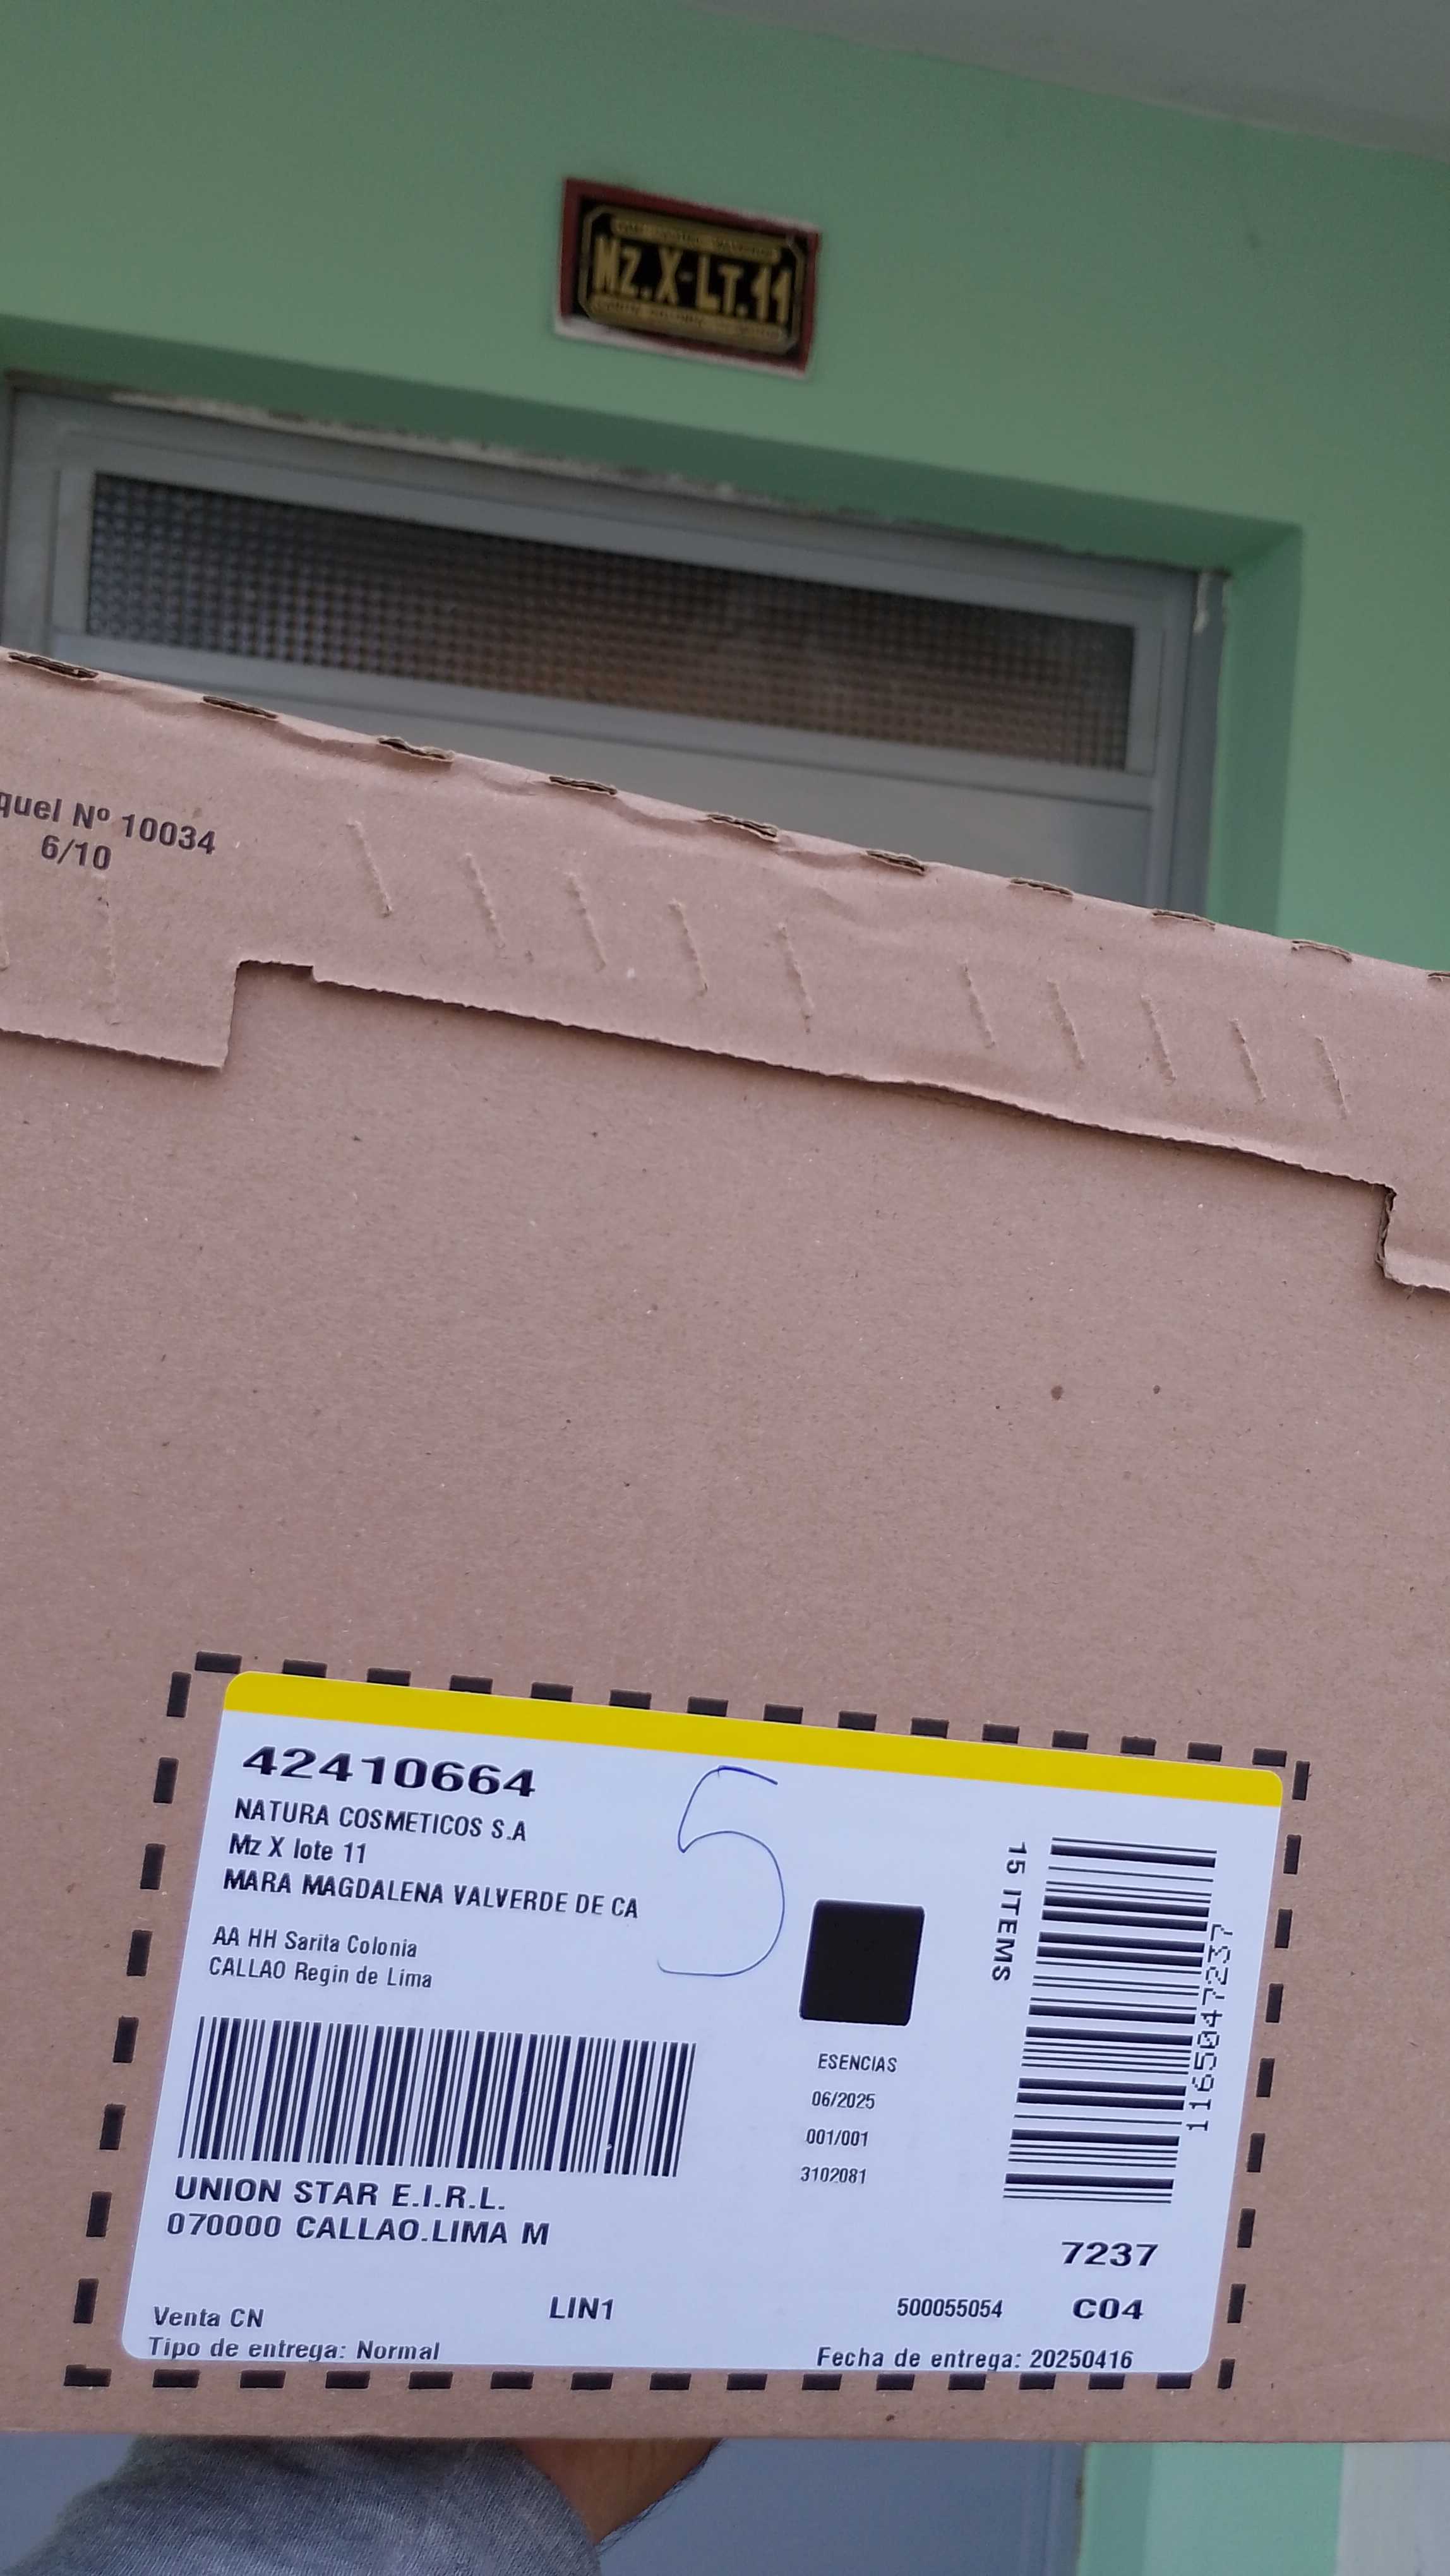 Mz.X-LT.11
quel Nº 10034
6/10
42410664
NATURA COSMETICOS S.A
Mz X lote 11
MARA MAGDALENA VALVERDE DE CA
AA HH Sarita Colonia
CALLAO Regin de Lima
5
15 ITEMS
1165047237
ESENCIAS
06/2025
001/001
3102081
UNION STAR E.I.R.L.
070000 CALLAO.LIMA M
7237
Venta CN
LIN1
500055054
C04
Tipo de entrega: Normal
Fecha de entrega: 20250416